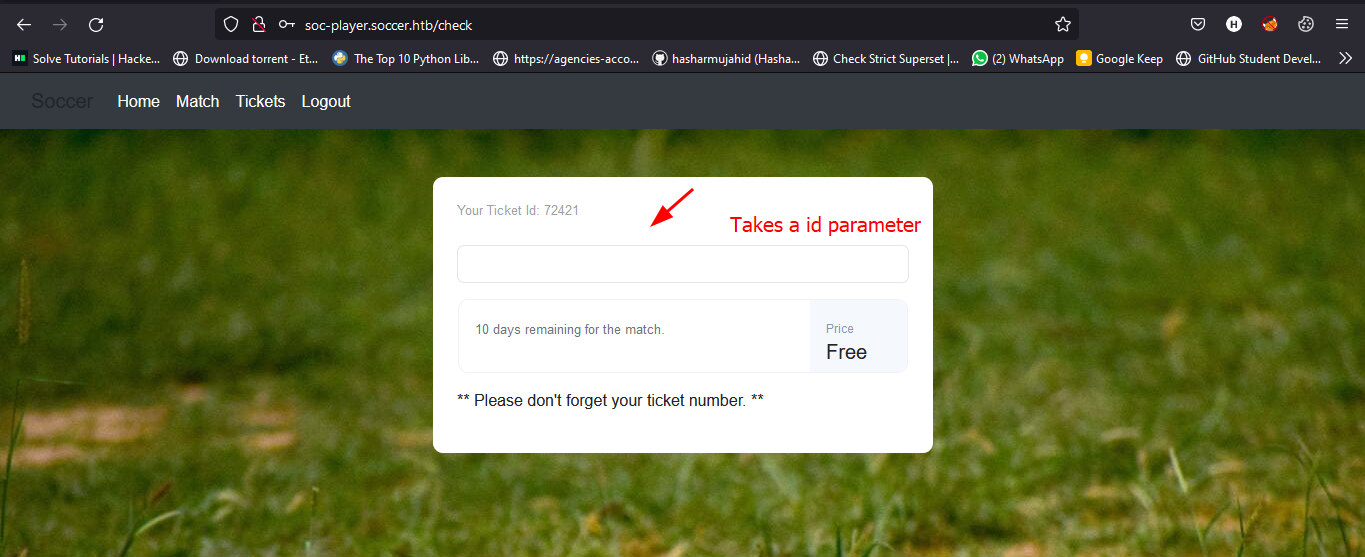 soc-player.soccer.htb/check
Solve Tutorials | Hacke... Download torrent - Et... The Top 10 Python Lib... https://agencies-acco... hasharmujahid (Hasha... Check Strict Superset |... (2) WhatsApp Google Keep GitHub Student Devel...
Soccer Home Match Tickets Logout
Your Ticket Id: 72421
Takes a id parameter
10 days remaining for the match.
Price
Free
** Please don't forget your ticket number. **